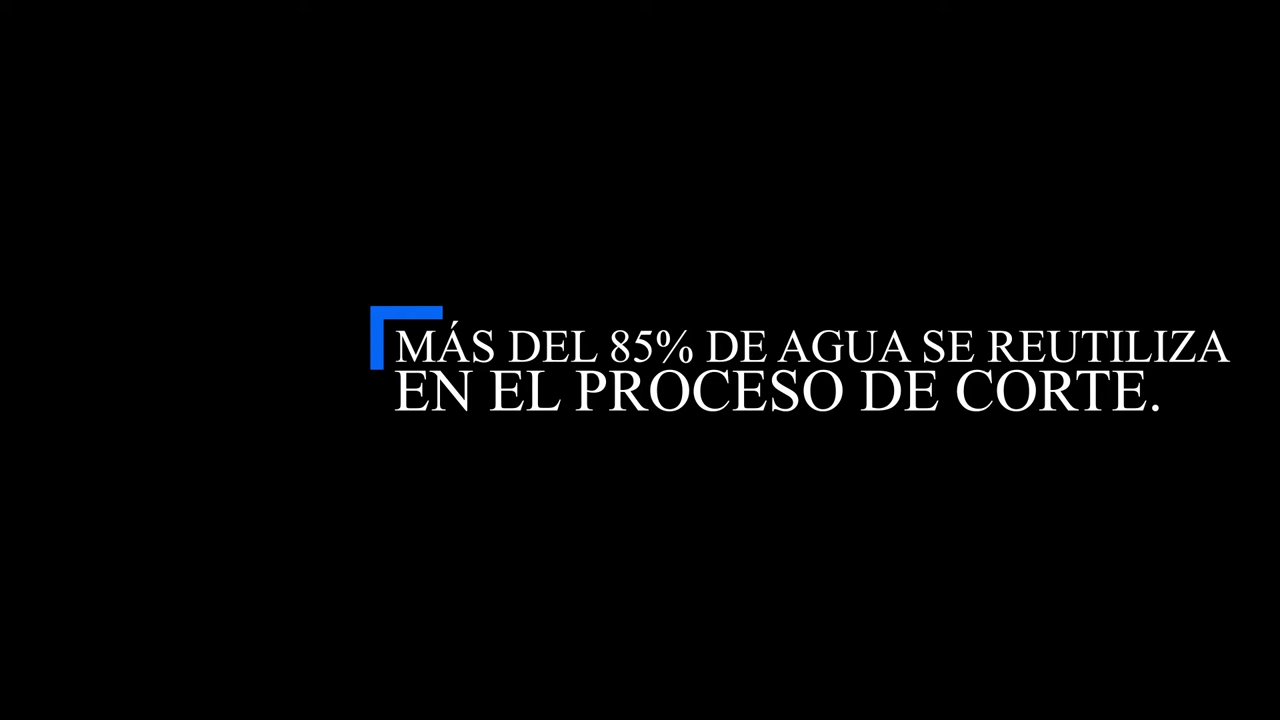 MÁS DEL 85% DE AGUA SE REUTILIZA
EN EL PROCESO DE CORTE.